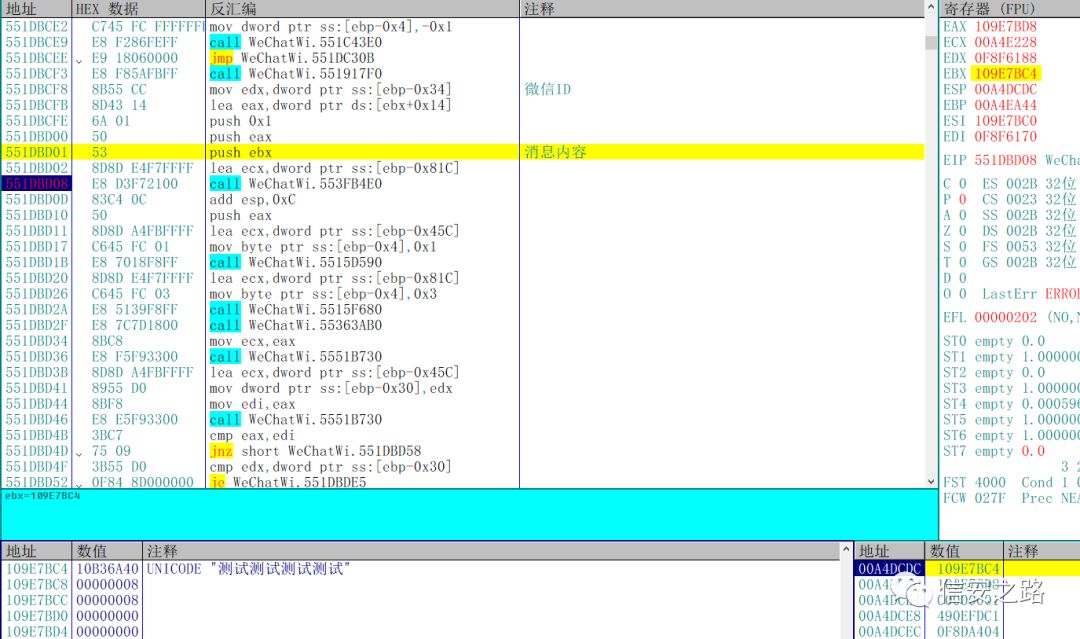 地址 HEX 数据 反汇编 注释
551DBCE2 C745 FC FFFFFFF mov dword ptr ss:[ebp-0x4],-0x1
551DBCE9 E8 F286FEFF call WeChatWi.551C43E0
551DBCEE E9 18060000 jmp WeChatWi.551DC30B
551DBCF3 E8 F85AFBFF call WeChatWi.551917F0
551DBCF8 8B55 CC mov edx,dword ptr ss:[ebp-0x34] 微信ID
551DBCFB 8D43 14 lea eax,dword ptr ds:[ebx+0x14]
551DBCFE 6A 01 push 0x1
551DBD00 50 push eax
551DBD01 53 push ebx 消息内容
551DBD02 8D8D E4F7FFFF lea ecx,dword ptr ss:[ebp-0x81C]
551DBD08 E8 D3F72100 call WeChatWi.553FB4E0
551DBD0D 83C4 0C add esp,0xC
551DBD10 50 push eax
551DBD11 8D8D A4FBFFFF lea ecx,dword ptr ss:[ebp-0x45C]
551DBD17 C645 FC 01 mov byte ptr ss:[ebp-0x4],0x1
551DBD1B E8 7018F8FF call WeChatWi.5515D590
551DBD20 8D8D E4F7FFFF lea ecx,dword ptr ss:[ebp-0x81C]
551DBD26 C645 FC 03 mov byte ptr ss:[ebp-0x4],0x3
551DBD2A E8 5139F8FF call WeChatWi.5515F680
551DBD2F E8 7C7D1800 call WeChatWi.55363AB0
551DBD34 8BC8 mov ecx,eax
551DBD36 E8 F5F93300 call WeChatWi.5551B730
551DBD3B 8D8D A4FBFFFF lea ecx,dword ptr ss:[ebp-0x45C]
551DBD41 8955 D0 mov dword ptr ss:[ebp-0x30],edx
551DBD44 8BF8 mov edi,eax
551DBD46 E8 E5F93300 call WeChatWi.5551B730
551DBD4B 3BC7 cmp eax,edi
551DBD4D 75 09 jnz short WeChatWi.551DBD58
551DBD4F 3B55 D0 cmp edx,dword ptr ss:[ebp-0x30]
551DBD52 0F84 8D000000 je WeChatWi.551DBDE5
ebx=109E7BC4
寄存器 (FPU)
EAX 109E7BD8
ECX 00A4E228
EDX 0F8F6188
EBX 109E7BC4
ESP 00A4DCDC
EBP 00A4EA44
ESI 109E7BC0
EDI 0F8F6170
EIP 551DBD08 WeCha
C 0 ES 002B 32位
P 0 CS 0023 32位
A 0 SS 002B 32位
Z 0 DS 002B 32位
S 0 FS 0053 32位
T 0 GS 002B 32位
D 0
O 0 LastErr ERROR
EFL 00000202 (NO,N
ST0 empty 0.0
ST1 empty 1.000000
ST2 empty 0.0
ST3 empty 1.000000
ST4 empty 0.000596
ST5 empty 1.000000
ST6 empty 1.000000
ST7 empty 0.0
3 2
FST 4000 Cond 1 0
FCW 027F Prec NEA
地址 数值 注释
109E7BC4 10B36A40 UNICODE "测试测试测试测试"
109E7BC8 00000008
109E7BCC 00000008
109E7BD0 00000000
109E7BD4 00000000
地址 数值 注释
00A4DCDC 109E7BC4
00A4DCE8 490EFDC1
00A4DCEC 0F8DA404
信安之路